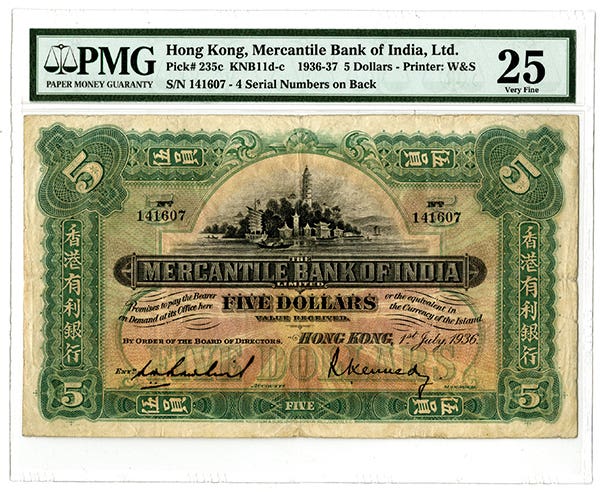 PMG
PAPER MONEY GUARANTY
Hong Kong, Mercantile Bank of India, Ltd.
Pick# 235c KNB11d-c 1936-37 5 Dollars - Printer: W&S
S/N 141607 - 4 Serial Numbers on Back
25
Very Fine
5
伍員
員伍
5
141607
141607
香港有利銀行
香港有利銀行
THE
MERCANTILE BANK OF INDIA
LIMITED
Promises to pay the Bearer
on Demand at its Office here
FIVE DOLLARS
VALUE RECEIVED.
or the equivalent in
the Currency of the Island
BY ORDER OF THE BOARD OF DIRECTORS.
HONG KONG, 1st July, 1936.
FIVE DOLLARS
ENTD
R Kennedy
ACCOUNTT
MANAGER
5
伍員
FIVE
員伍
5